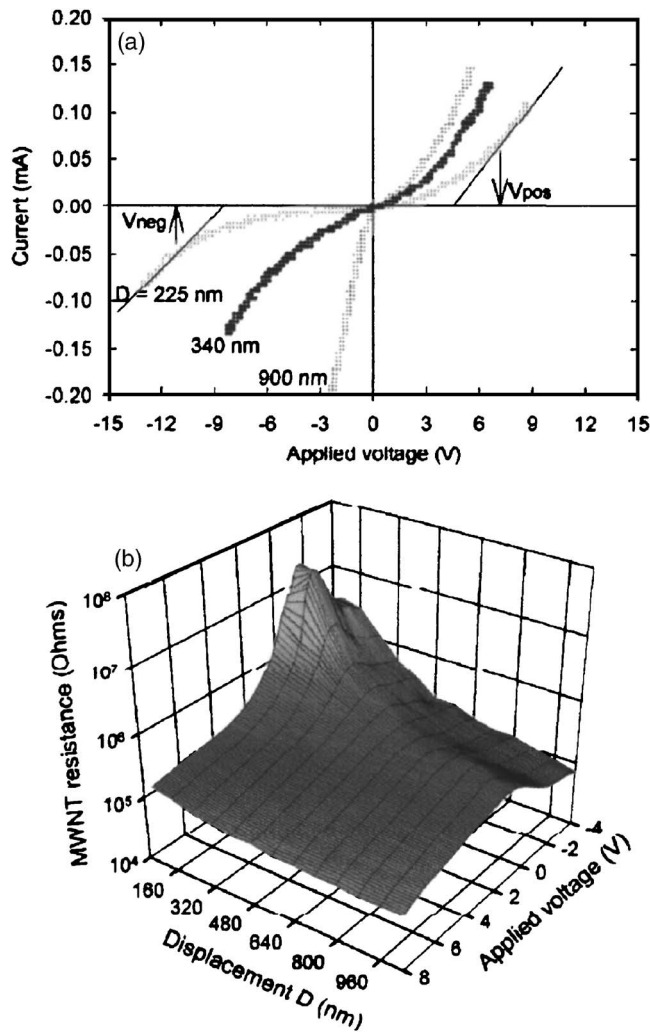 (a)
0.20
0.15
0.10
0.05
0.00
-0.05
-0.10
-0.15
-0.20
Current (mA)
Vneg
Vpos
D = 225 nm
340 nm
900 nm
-15 -12 -9 -6 -3 0 3 6 9 12 15
Applied voltage (V)
(b)
10⁸
10⁷
10⁶
10⁵
10⁴
MWNT resistance (Ohms)
160 320 480 640 800 960
Displacement D (nm)
8 6 4 2 0 -2 -4
Applied voltage (V)